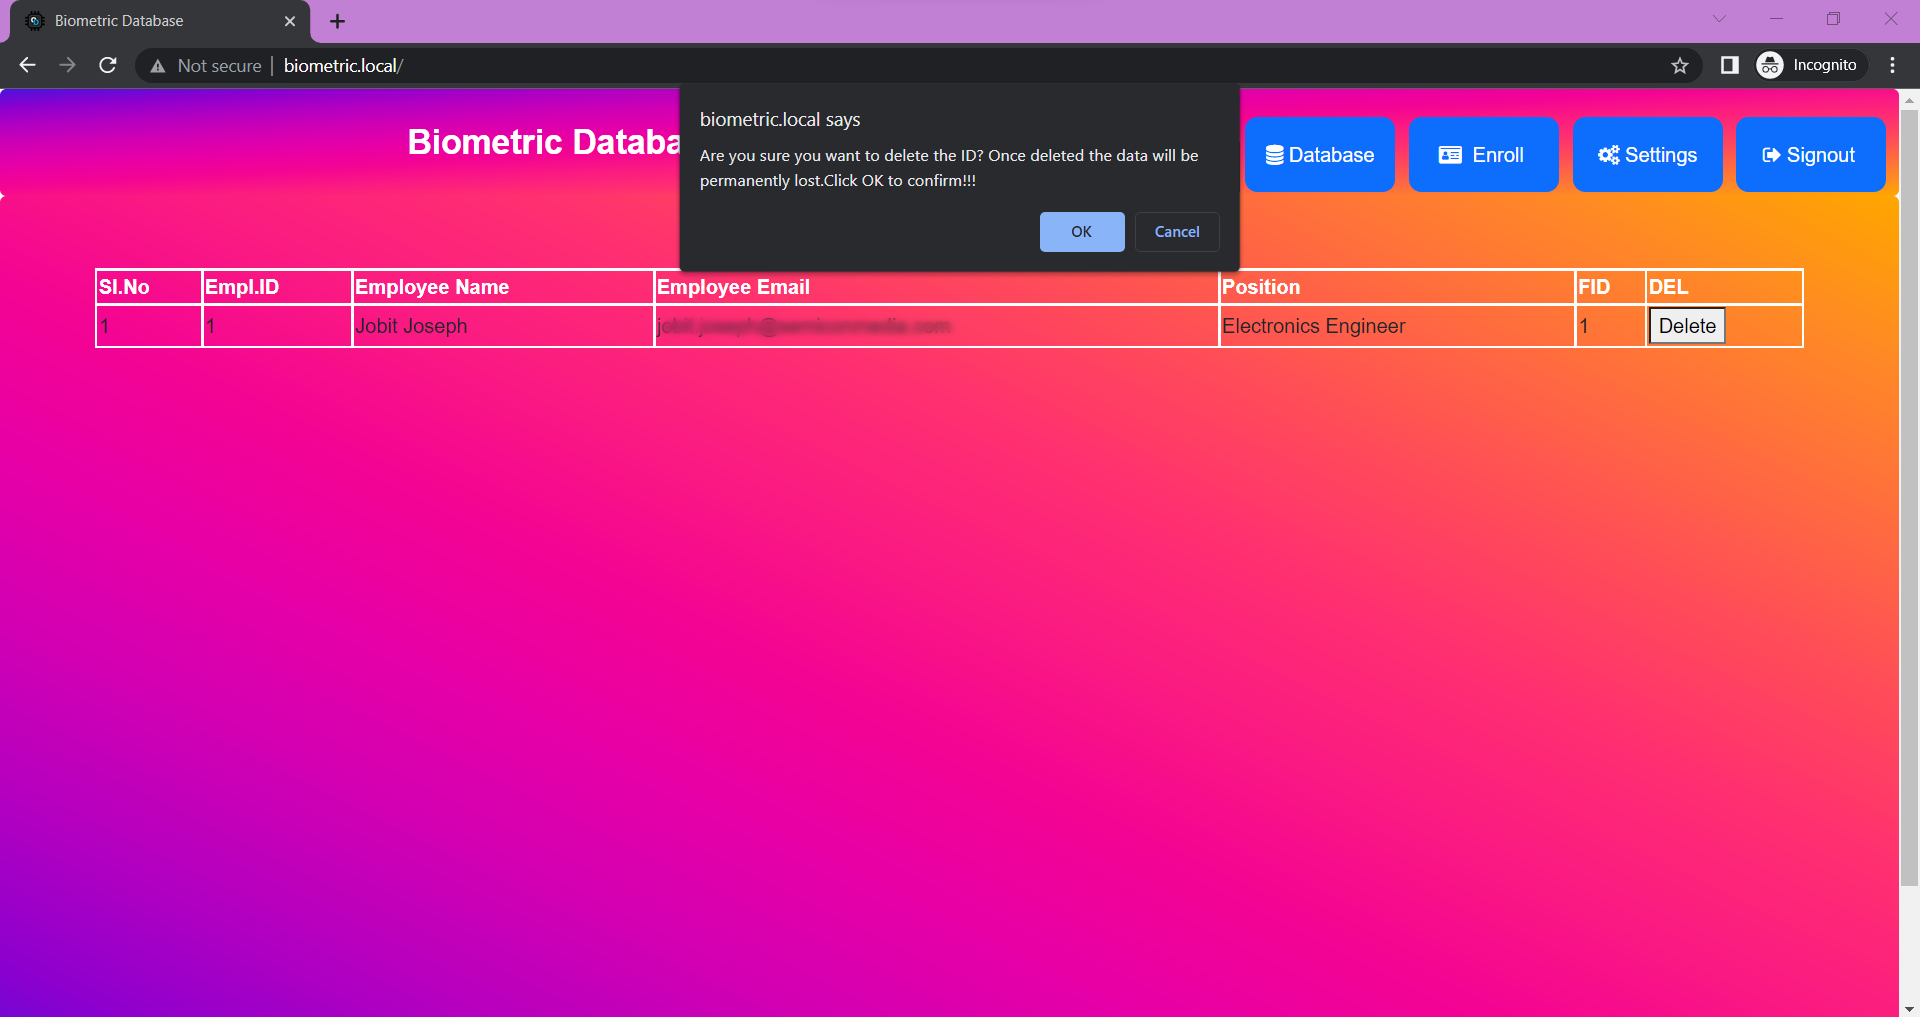 Biometric Database
Not secure
biometric.local/
Incognito
biometric.local says
Are you sure you want to delete the ID? Once deleted the data will be
permanently lost.Click OK to confirm!!!
OK Cancel
Biometric Databa
Database Enroll Settings Signout
Sl.No Empl.ID Employee Name Employee Email Position FID DEL
1 1 Jobit Joseph Electronics Engineer 1 Delete